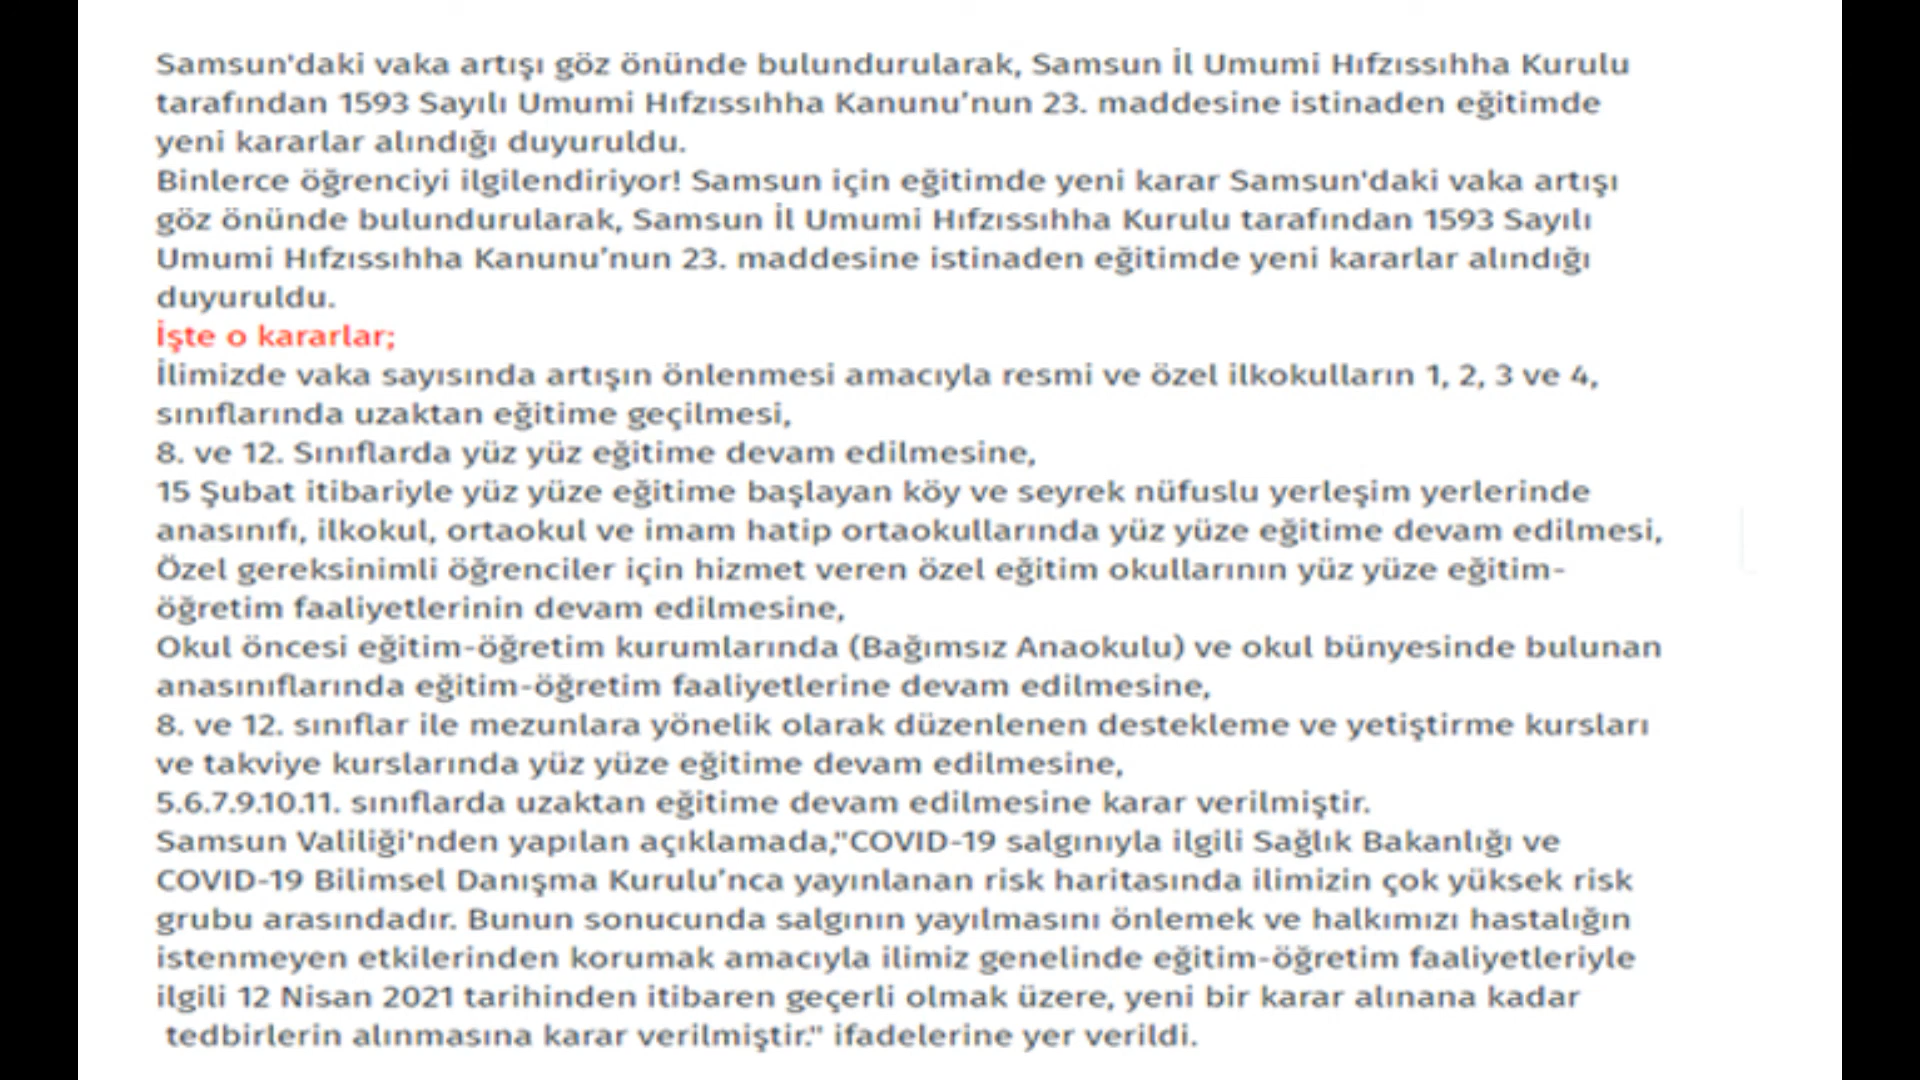 Samsun'daki vaka artışı göz önünde bulundurularak, Samsun İl Umumi Hıfzıssıhha Kurulu
tarafından 1593 Sayılı Umumi Hıfzıssıhha Kanunu’nun 23. maddesine istinaden eğitimde
yeni kararlar alındığı duyuruldu.
Binlerce öğrenciyi ilgilendiriyor! Samsun için eğitimde yeni karar Samsun'daki vaka artışı
göz önünde bulundurularak, Samsun İl Umumi Hıfzıssıhha Kurulu tarafından 1593 Sayılı
Umumi Hıfzıssıhha Kanunu’nun 23. maddesine istinaden eğitimde yeni kararlar alındığı
duyuruldu.
İşte o kararlar;
İlimizde vaka sayısında artışın önlenmesi amacıyla resmi ve özel ilkokulların 1, 2, 3 ve 4,
sınıflarında uzaktan eğitime geçilmesi,
8. ve 12. Sınıflarda yüz yüz eğitime devam edilmesine,
15 Şubat itibariyle yüz yüze eğitime başlayan köy ve seyrek nüfuslu yerleşim yerlerinde
anasınıfı, ilkokul, ortaokul ve imam hatip ortaokullarında yüz yüze eğitime devam edilmesi,
Özel gereksinimli öğrenciler için hizmet veren özel eğitim okullarının yüz yüze eğitim-
öğretim faaliyetlerinin devam edilmesine,
Okul öncesi eğitim-öğretim kurumlarında (Bağımsız Anaokulu) ve okul bünyesinde bulunan
anasınıflarında eğitim-öğretim faaliyetlerine devam edilmesine,
8. ve 12. sınıflar ile mezunlara yönelik olarak düzenlenen destekleme ve yetiştirme kursları
ve takviye kurslarında yüz yüze eğitime devam edilmesine,
5.6.7.9.10.11. sınıflarda uzaktan eğitime devam edilmesine karar verilmiştir.
Samsun Valiliği'nden yapılan açıklamada,"COVID-19 salgınıyla ilgili Sağlık Bakanlığı ve
COVID-19 Bilimsel Danışma Kurulu’nca yayınlanan risk haritasında ilimizin çok yüksek risk
grubu arasındadır. Bunun sonucunda salgının yayılmasını önlemek ve halkımızı hastalığın
istenmeyen etkilerinden korumak amacıyla ilimiz genelinde eğitim-öğretim faaliyetleriyle
ilgili 12 Nisan 2021 tarihinden itibaren geçerli olmak üzere, yeni bir karar alınana kadar
tedbirlerin alınmasına karar verilmiştir." ifadelerine yer verildi.